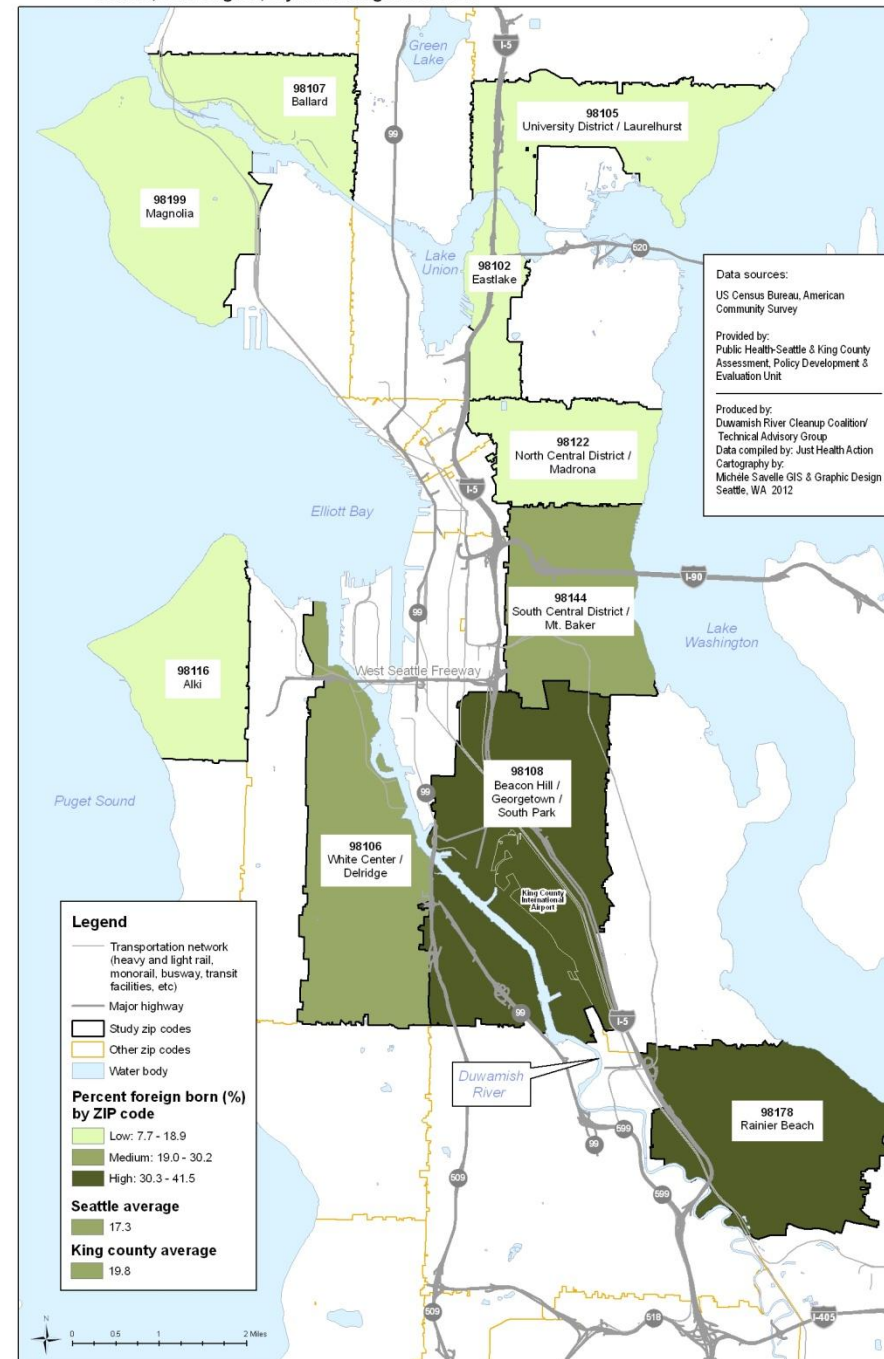 Green
Lake
I-5
98107
Ballard
98105
University District / Laurelhurst
99
98199
Magnolia
Lake
Union
98102
Eastlake
520
Data sources:
US Census Bureau, American
Community Survey
Provided by:
Public Health-Seattle & King County
Assessment, Policy Development &
Evaluation Unit
Produced by:
Duwamish River Cleanup Coalition/
Technical Advisory Group
Data compiled by: Just Health Action
Cartography by:
Michéle Savelle GIS & Graphic Design
Seattle, WA 2012
98122
North Central District /
Madrona
I-5
Elliott Bay
I-90
98144
South Central District /
Mt. Baker
99
Lake
Washington
98116
Alki
West Seattle Freeway
98108
Beacon Hill /
Georgetown /
South Park
99
Puget Sound
98106
White Center /
Delridge
King County
International
Airport
Legend
Transportation network
(heavy and light rail,
monorail, busway, transit
facilities, etc)
Major highway
Study zip codes
Other zip codes
Water body
Percent foreign born (%)
by ZIP code
Low: 7.7 - 18.9
Medium: 19.0 - 30.2
High: 30.3 - 41.5
Seattle average
17.3
King county average
19.8
99
I-5
Duwamish
River
98178
Rainier Beach
599
99
509
599
509
518
I-405
N
0 0.5 1 2 Miles